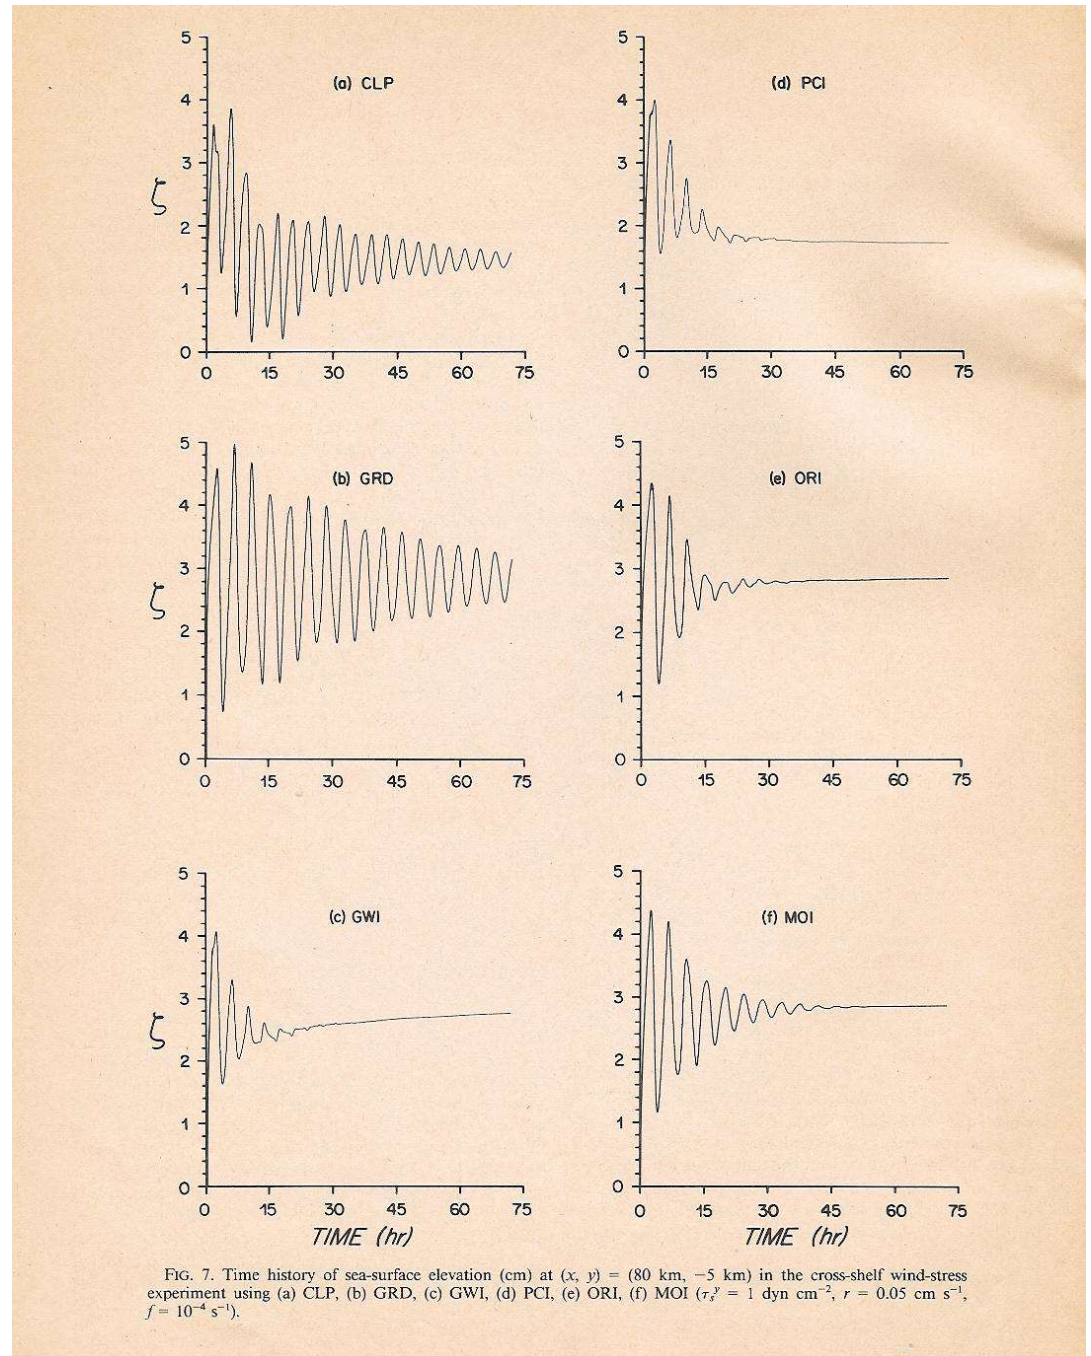 5
4
3
2
1
0
ζ
(a) CLP
0 15 30 45 60 75
5
4
3
2
1
0
(d) PCI
0 15 30 45 60 75
5
4
3
2
1
0
ζ
(b) GRD
0 15 30 45 60 75
5
4
3
2
1
0
(e) ORI
0 15 30 45 60 75
5
4
3
2
1
0
ζ
(c) GWI
0 15 30 45 60 75
TIME (hr)
5
4
3
2
1
0
(f) MOI
0 15 30 45 60 75
TIME (hr)
FIG. 7. Time history of sea-surface elevation (cm) at (x, y) = (80 km, −5 km) in the cross-shelf wind-stress
experiment using (a) CLP, (b) GRD, (c) GWI, (d) PCI, (e) ORI, (f) MOI (τₛʸ = 1 dyn cm⁻², r = 0.05 cm s⁻¹,
f = 10⁻⁴ s⁻¹).